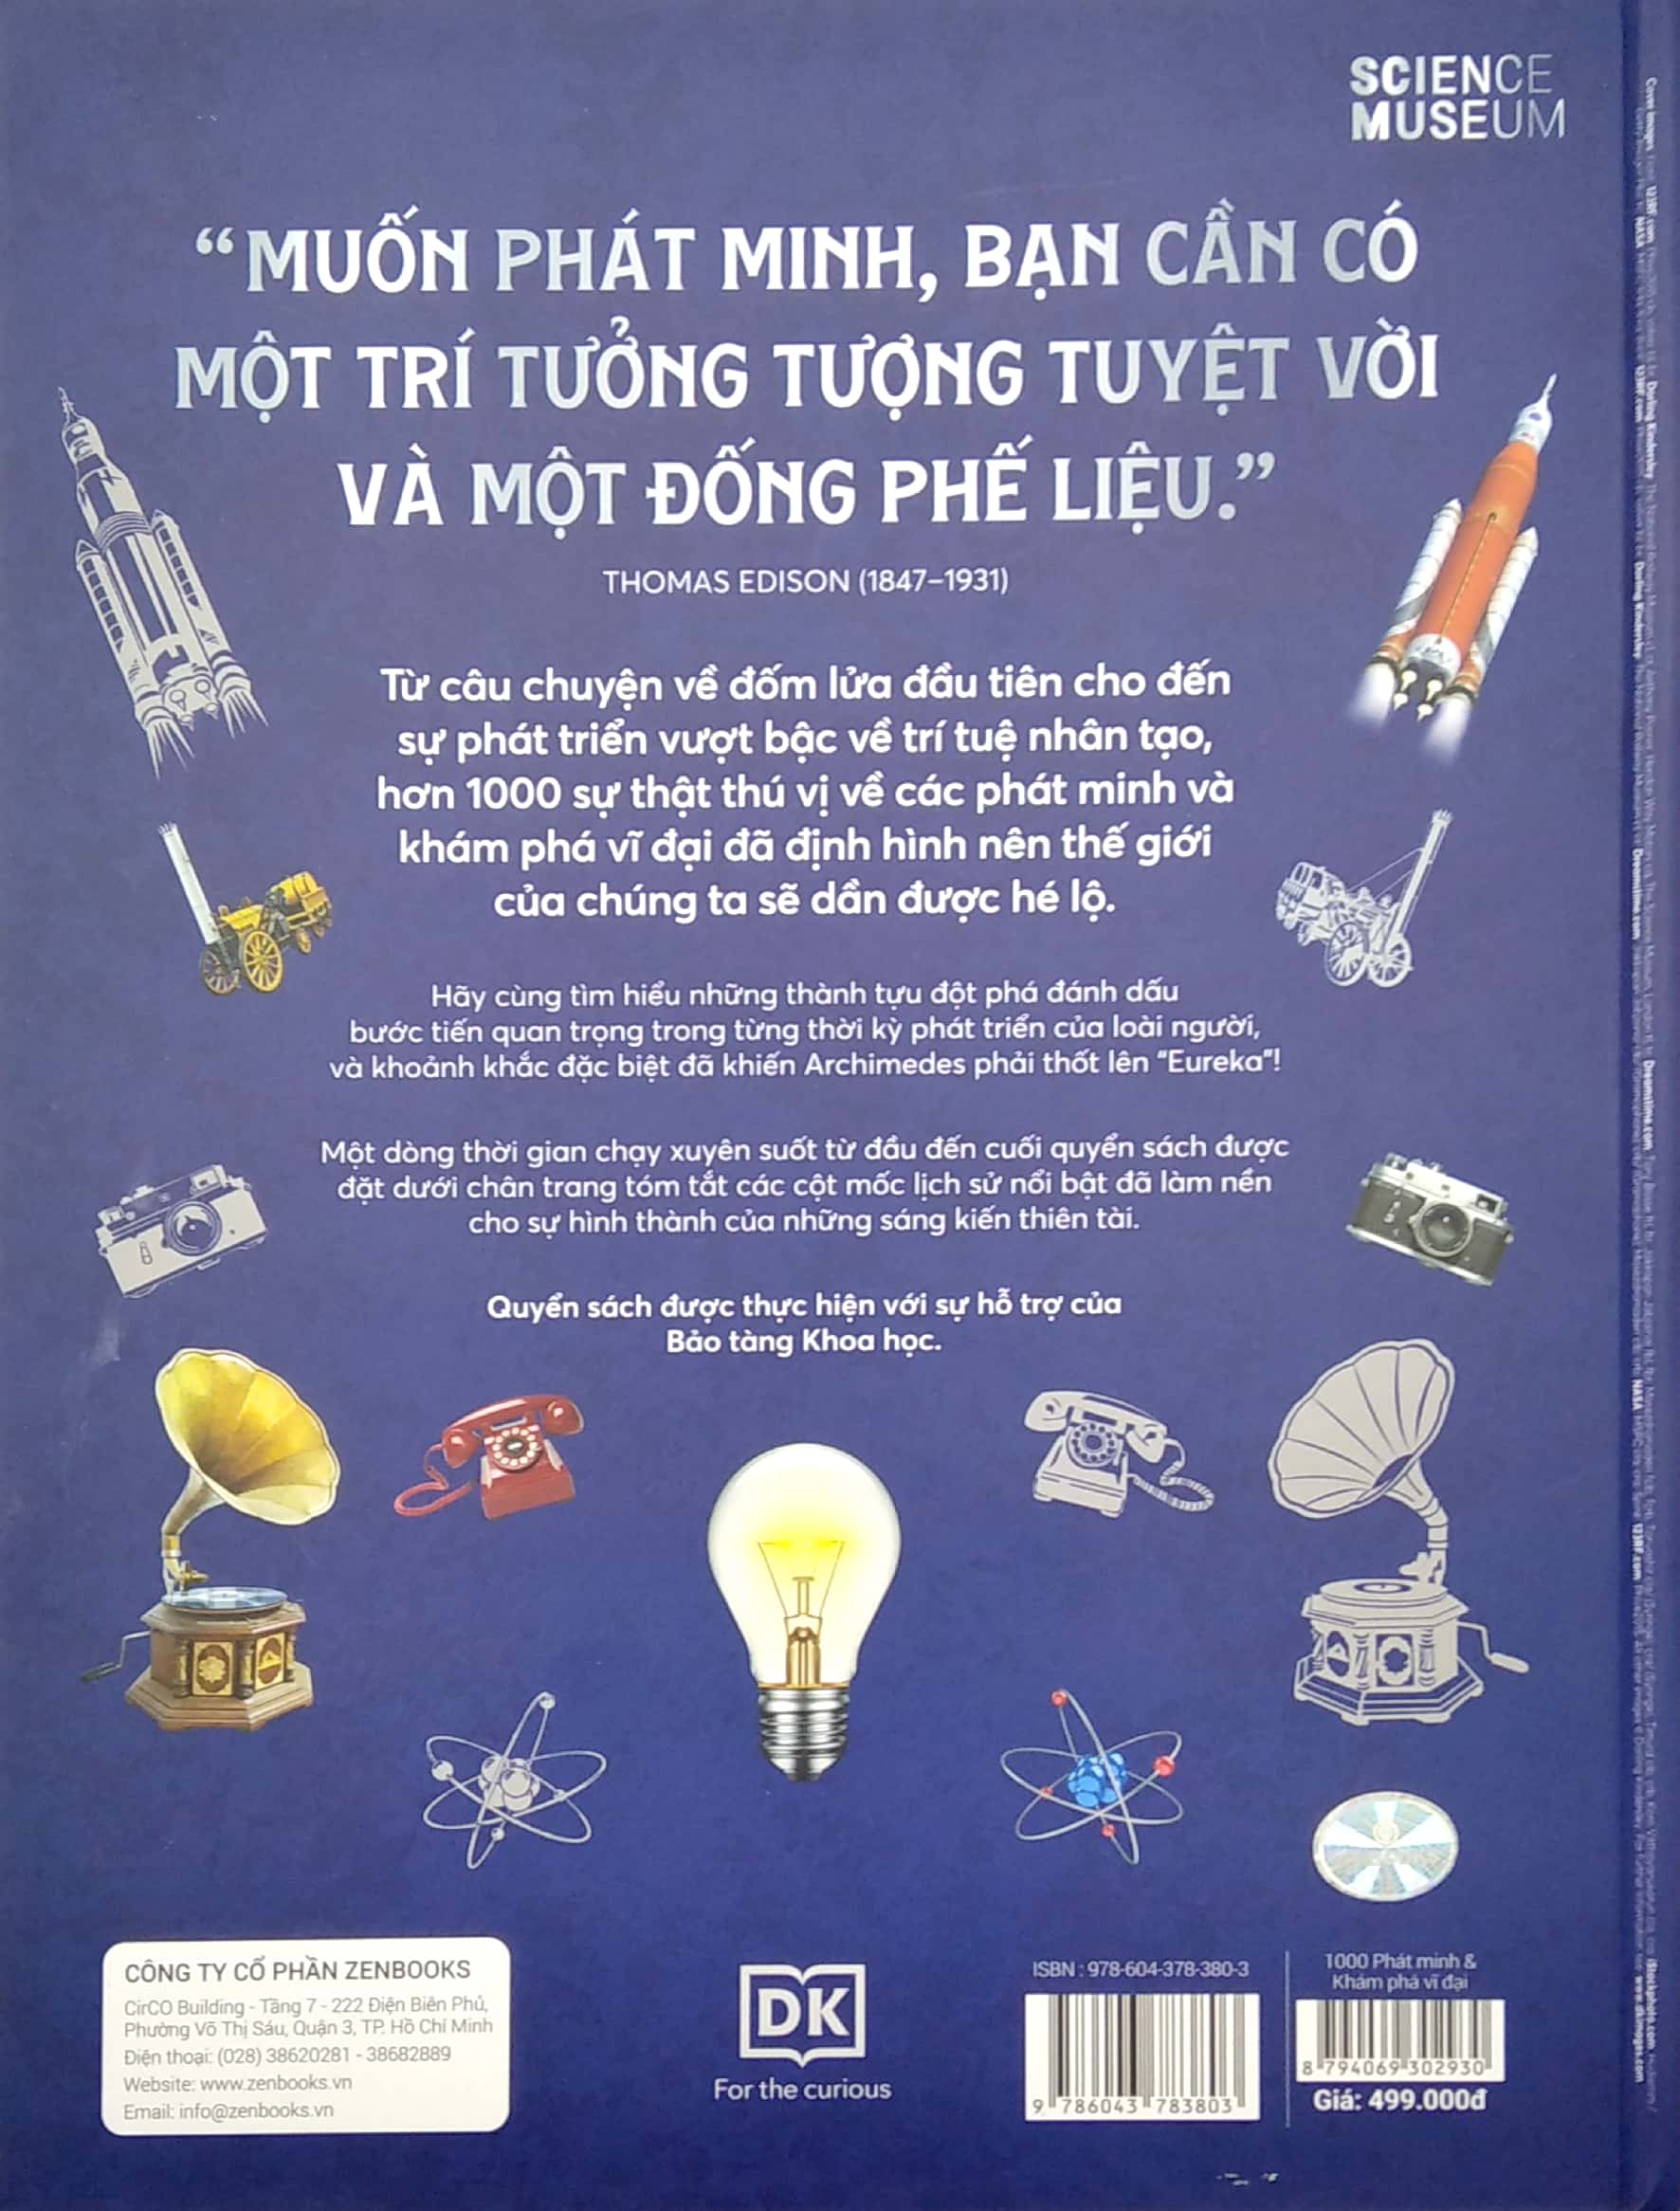 SCIENCE
MUSEUM
“MUỐN PHÁT MINH, BẠN CẦN CÓ
MỘT TRÍ TƯỞNG TƯỢNG TUYỆT VỜI
VÀ MỘT ĐỐNG PHẾ LIỆU.”
THOMAS EDISON (1847–1931)
Từ câu chuyện về đốm lửa đầu tiên cho đến
sự phát triển vượt bậc về trí tuệ nhân tạo,
hơn 1000 sự thật thú vị về các phát minh và
khám phá vĩ đại đã định hình nên thế giới
của chúng ta sẽ dần được hé lộ.
Hãy cùng tìm hiểu những thành tựu đột phá đánh dấu
bước tiến quan trọng trong từng thời kỳ phát triển của loài người,
và khoảnh khắc đặc biệt đã khiến Archimedes phải thốt lên “Eureka”!
Một dòng thời gian chạy xuyên suốt từ đầu đến cuối quyển sách được
đặt dưới chân trang tóm tắt các cột mốc lịch sử nổi bật đã làm nền
cho sự hình thành của những sáng kiến thiên tài.
Quyển sách được thực hiện với sự hỗ trợ của
Bảo tàng Khoa học.
CÔNG TY CỔ PHẦN ZENBOOKS
CirCO Building - Tầng 7 - 222 Điện Biên Phủ,
Phường Võ Thị Sáu, Quận 3, TP. Hồ Chí Minh
Điện thoại: (028) 38620281 - 38682889
Website: www.zenbooks.vn
Email: info@zenbooks.vn
DK
For the curious
ISBN : 978-604-378-380-3
9 786043 783803
1000 Phát minh &
Khám phá vĩ đại
8 794069 302930
Giá: 499.000đ